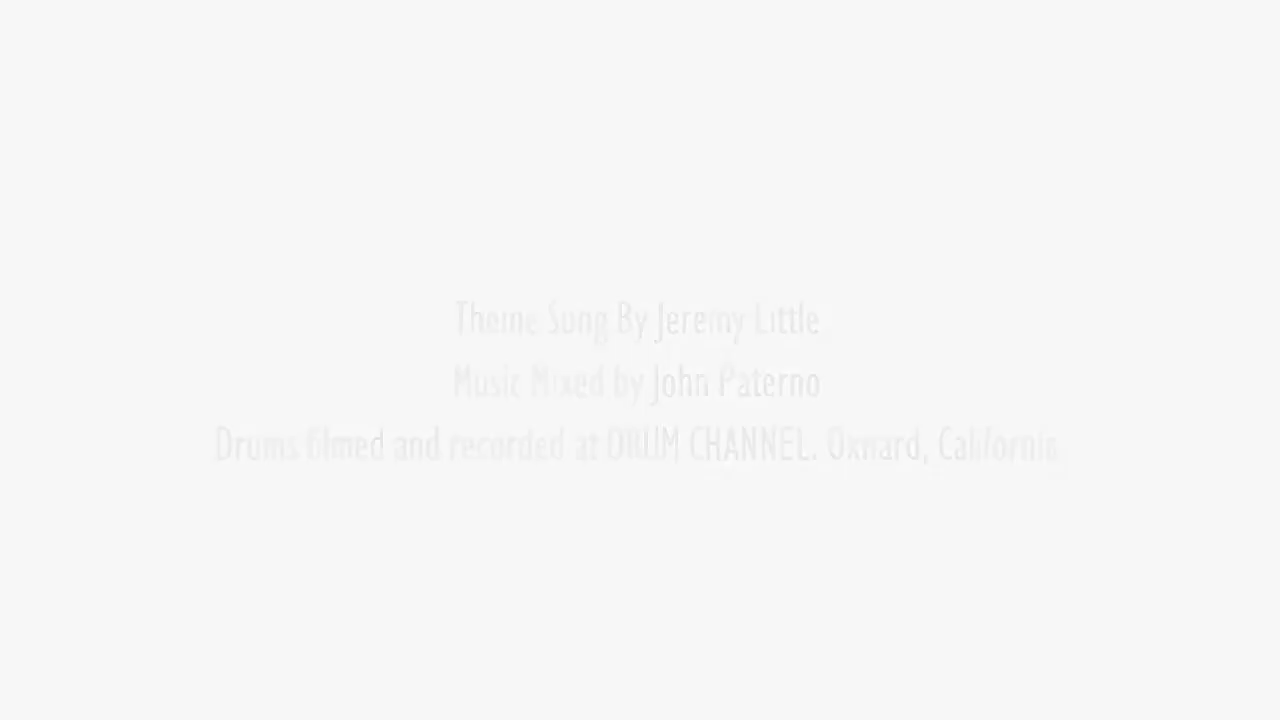 Theme Song By Jeremy Little
Music Mixed by John Paterno
Drums filmed and recorded at DRUM CHANNEL. Oxnard, California